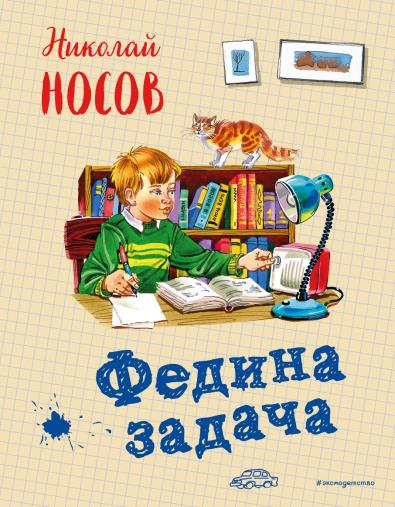 Николай
НОСОВ
Федина
задача
#эксмодетство